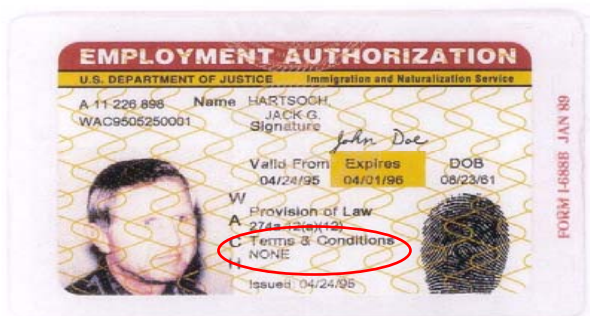 EMPLOYMENT AUTHORIZATION
U.S. DEPARTMENT OF JUSTICE Immigration and Naturalization Service
A 11 226 898 Name HARTSOCH,
WAC9505250001 JACK G.
Signature
John Doe
Valid From Expires DOB
04/24/95 04/01/96 08/23/61
W
A Provision of Law
274a.12(a)(12)
C Terms & Conditions
NONE
H
Issued: 04/24/95
FORM I-688B JAN 89